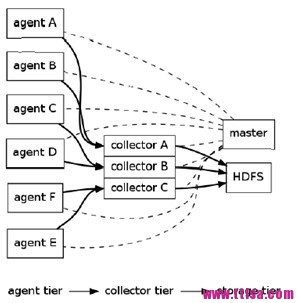 agent A
agent B
agent C
agent D
agent F
agent E
collector A
collector B
collector C
master
HDFS
agent tier
collector tier
storage tier
www.ttlsa.com